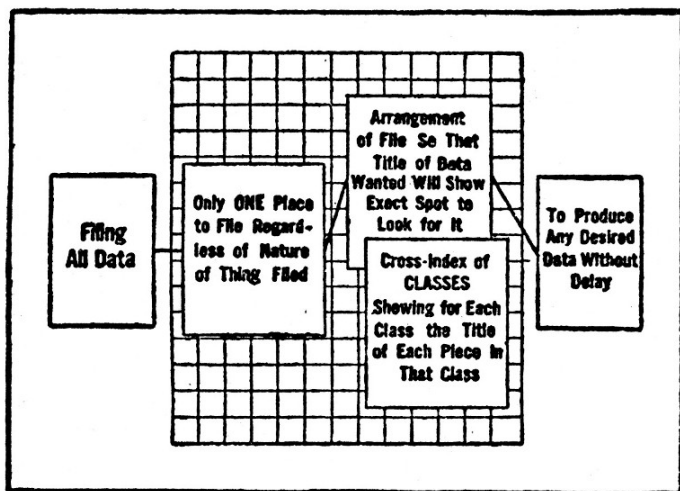 Filing
All Data
Only ONE Place
to File Regard-
less of Nature
of Thing Filed
Arrangement
of File So That
Title of Data
Wanted Will Show
Exact Spot to
Look for It
Cross-index of
CLASSES
Showing for Each
Class the Title
of Each Piece in
That Class
To Produce
Any Desired
Data Without
Delay